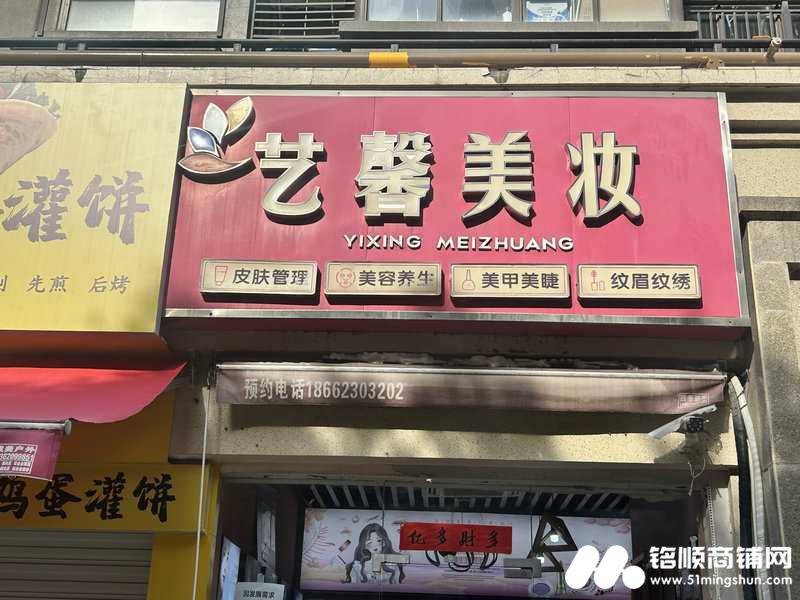 艺馨美妆
YIXING MEIZHUANG
皮肤管理
美容养生
美甲美睫
纹眉纹绣
灌饼
先煎 后烤
预约电话18662303202
鸡蛋灌饼
亿多财多
铭顺商铺网
www.51mingshun.com